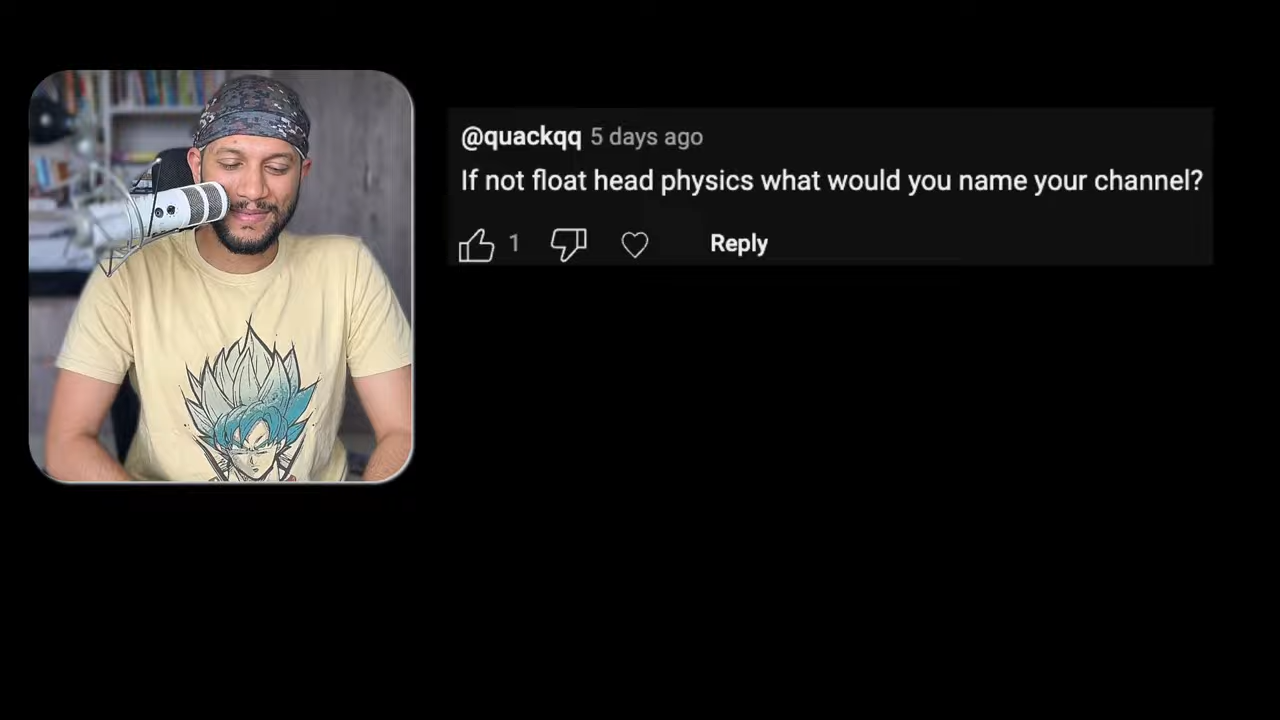 @quackqq 5 days ago
If not float head physics what would you name your channel?
1 Reply